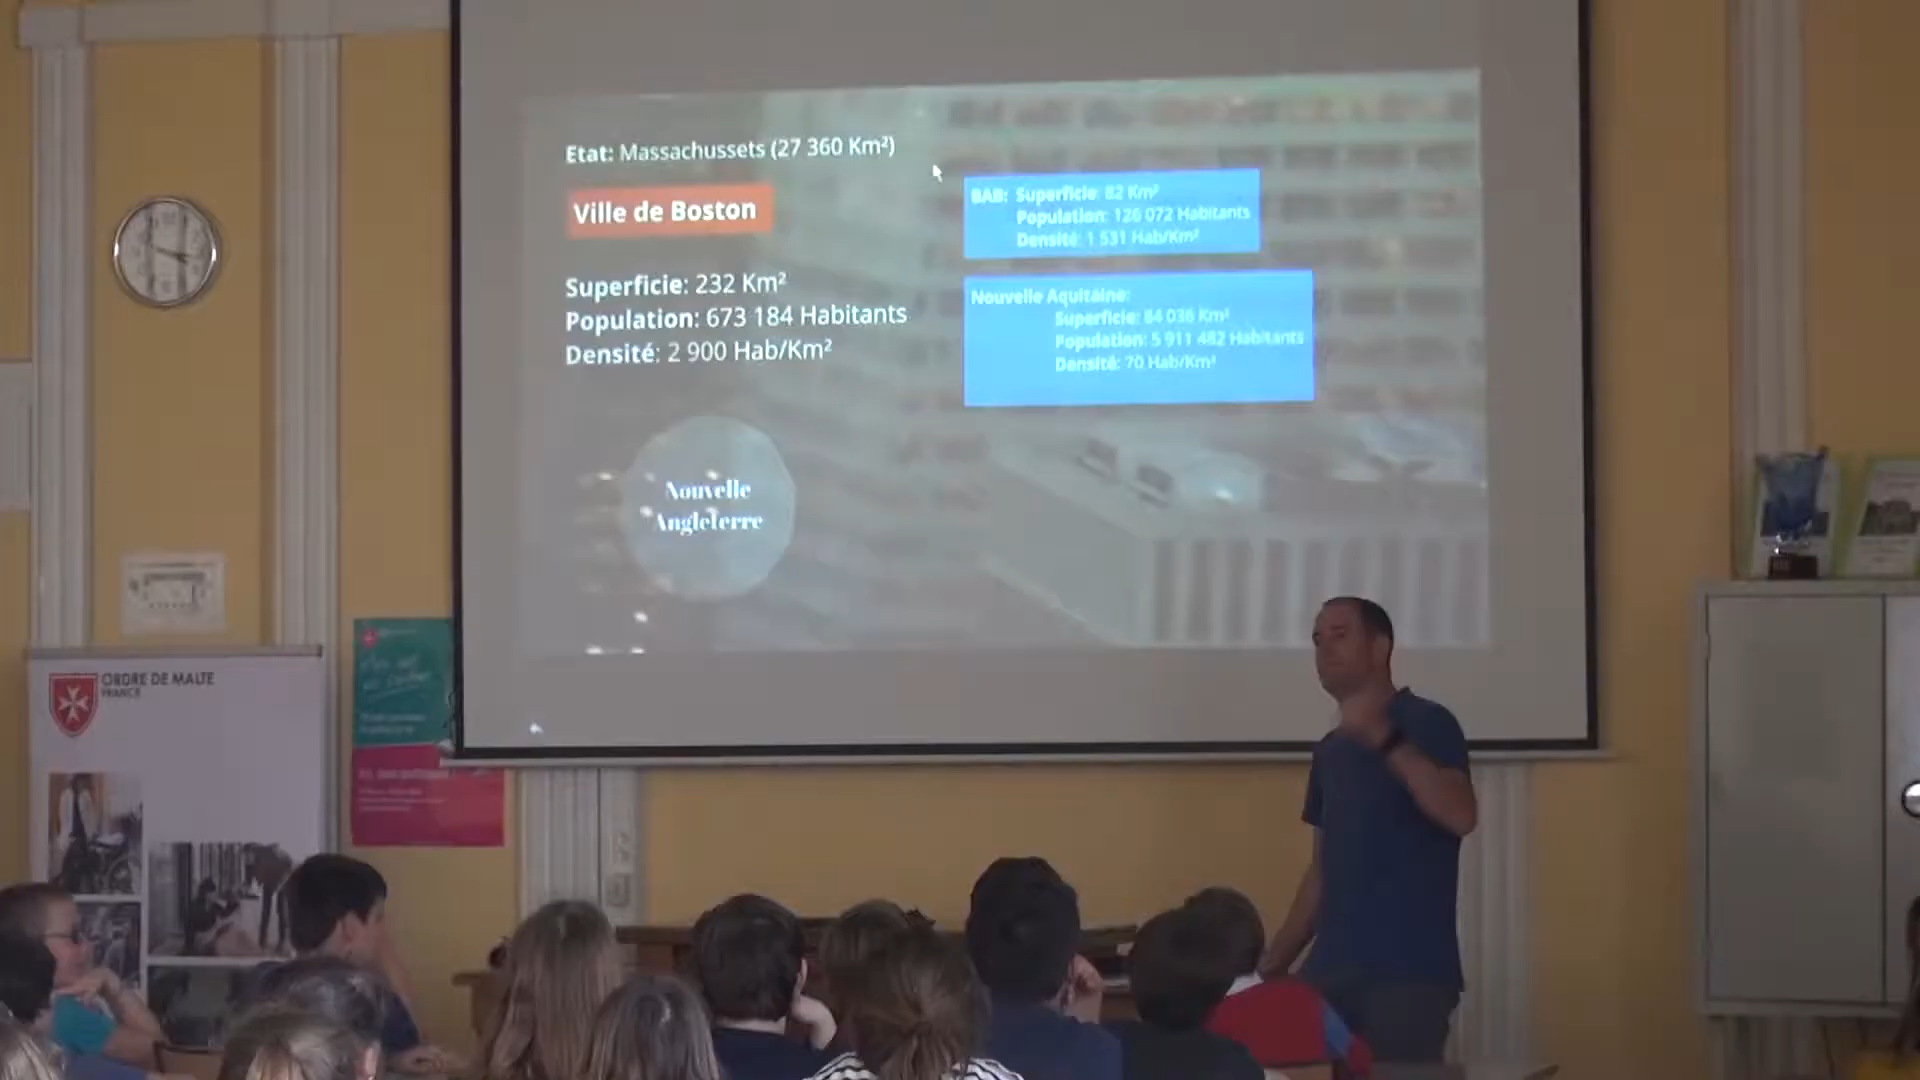 Etat: Massachussets (27 360 Km²)
Ville de Boston
Superficie: 232 Km²
Population: 673 184 Habitants
Densité: 2 900 Hab/Km²
BAB: Superficie: 82 Km²
Population: 126 072 Habitants
Densité: 1 531 Hab/Km²
Nouvelle Aquitaine:
Superficie: 84 036 Km²
Population: 5 911 482 Habitants
Densité: 70 Hab/Km²
Nouvelle
Angleterre
ORDRE DE MALTE
FRANCE